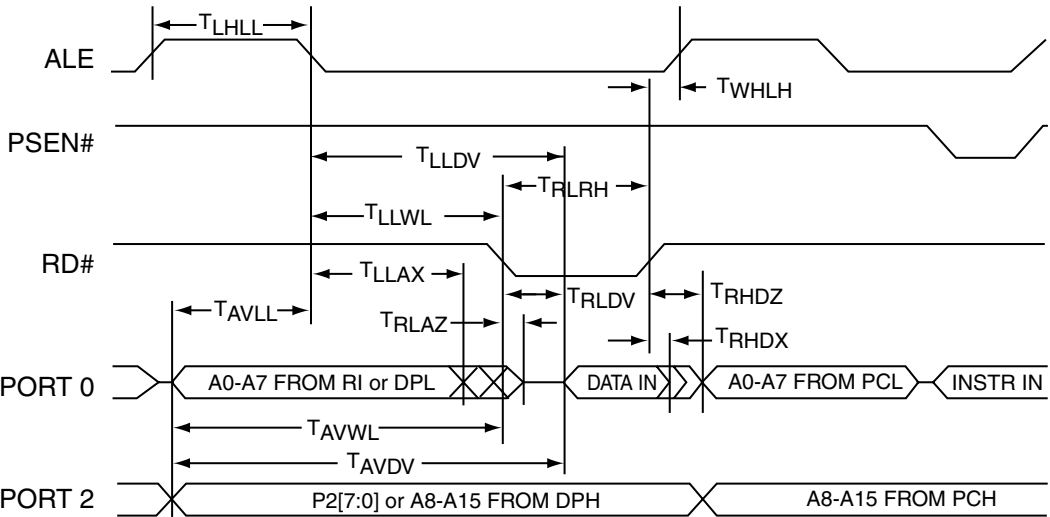 TLHLL
ALE
TWHLH
PSEN#
TLLDV
TRLRH
TLLWL
RD#
TLLAX
TRLDV
TRHDZ
TAVLL
TRLAZ
TRHDX
PORT 0
A0-A7 FROM RI or DPL
DATA IN
A0-A7 FROM PCL
INSTR IN
TAVWL
TAVDV
PORT 2
P2[7:0] or A8-A15 FROM DPH
A8-A15 FROM PCH